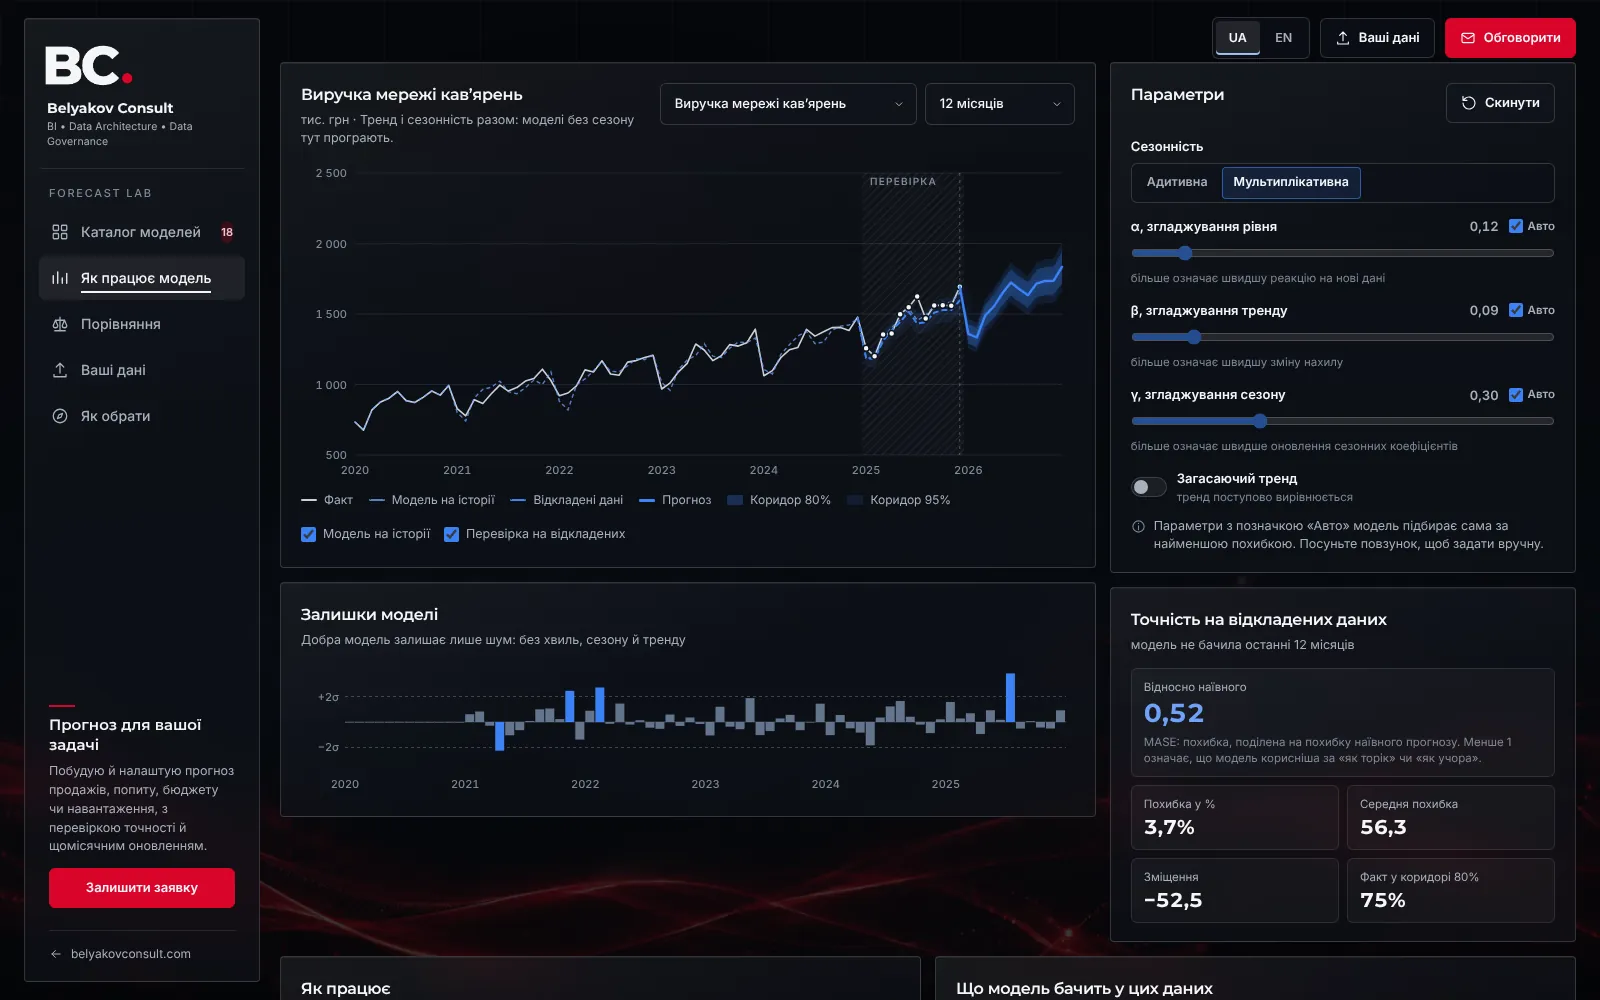 BC.
Belyakov Consult
BI • Data Architecture • Data
Governance
FORECAST LAB
Каталог моделей 18
Як працює модель
Порівняння
Ваші дані
Як обрати
Прогноз для вашої
задачі
Побудую й налаштую прогноз
продажів, попиту, бюджету
чи навантаження, з
перевіркою точності й
щомісячним оновленням.
Залишити заявку
← belyakovconsult.com
UA EN Ваші дані Обговорити
Виручка мережі кав’ярень
тис. грн · Тренд і сезонність разом: моделі без сезону
тут програють.
Виручка мережі кав’ярень 12 місяців
2 500
2 000
1 500
1 000
500
ПЕРЕВІРКА
2020 2021 2022 2023 2024 2025 2026
Факт Модель на історії Відкладені дані Прогноз Коридор 80% Коридор 95%
Модель на історії Перевірка на відкладених
Залишки моделі
Добра модель залишає лише шум: без хвиль, сезону й тренду
+2σ
−2σ
2020 2021 2022 2023 2024 2025
Параметри Скинути
Сезонність
Адитивна Мультиплікативна
α, згладжування рівня 0,12 Авто
більше означає швидшу реакцію на нові дані
β, згладжування тренду 0,09 Авто
більше означає швидшу зміну нахилу
γ, згладжування сезону 0,30 Авто
більше означає швидше оновлення сезонних коефіцієнтів
Загасаючий тренд
тренд поступово вирівнюється
Параметри з позначкою «Авто» модель підбирає сама за
найменшою похибкою. Посуньте повзунок, щоб задати вручну.
Точність на відкладених даних
модель не бачила останні 12 місяців
Відносно наївного
0,52
MASE: похибка, поділена на похибку наївного прогнозу. Менше 1
означає, що модель корисніша за «як торік» чи «як учора».
Похибка у %
3,7%
Середня похибка
56,3
Зміщення
−52,5
Факт у коридорі 80%
75%
Як працює
Що модель бачить у цих даних